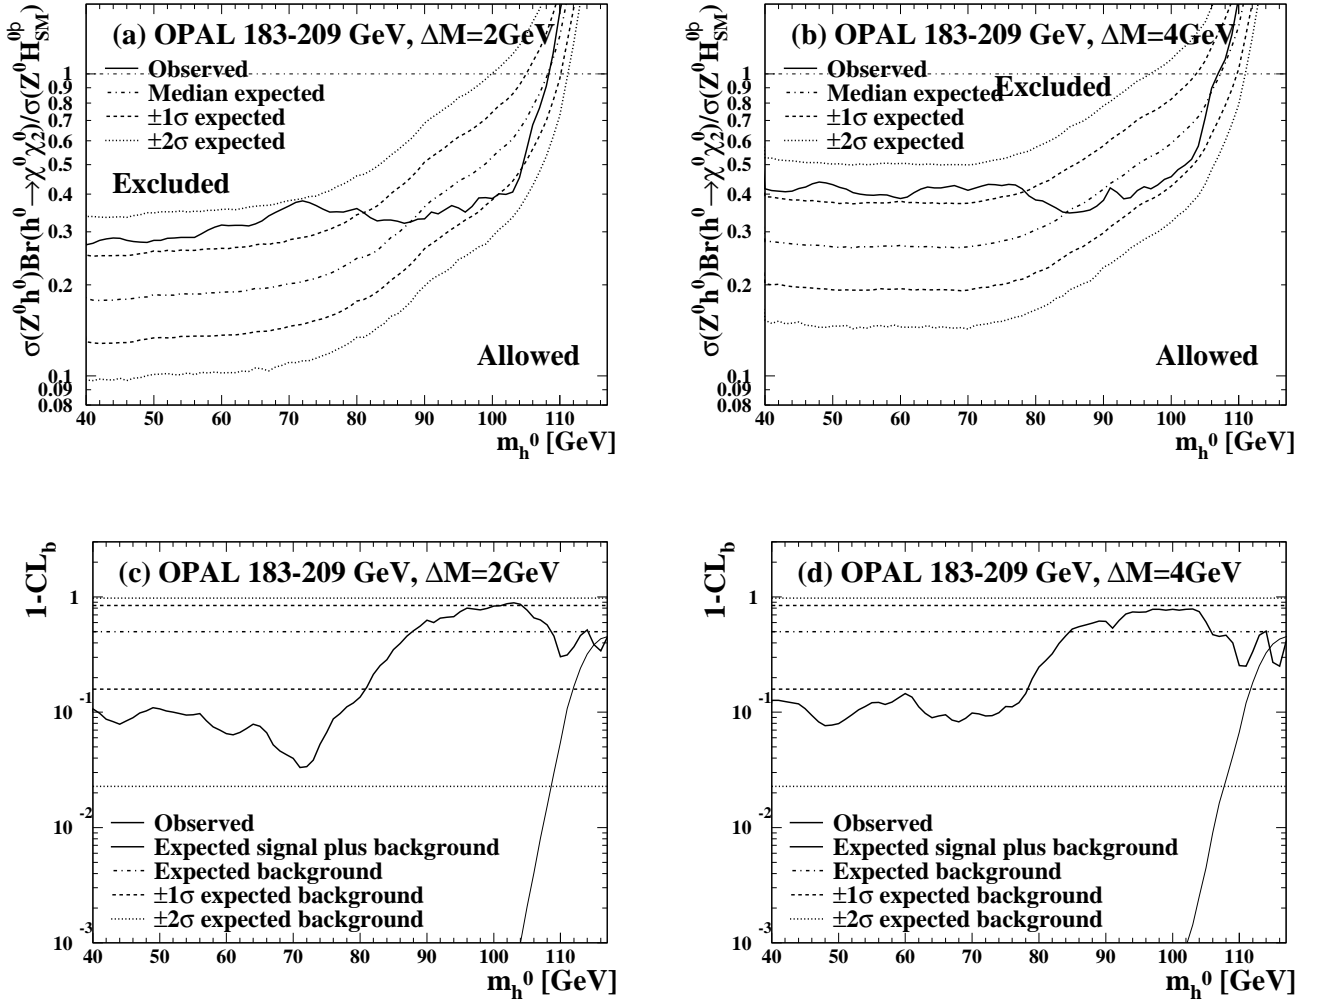 (a) OPAL 183-209 GeV, ΔM=2GeV
Observed
Median expected
±1σ expected
±2σ expected
Excluded
Allowed
σ(Z⁰h⁰)Br(h⁰→χ⁰χ₂⁰)/σ(Z⁰H_SM⁰)
1
0.9
0.8
0.7
0.6
0.5
0.4
0.3
0.2
0.1
0.09
0.08
40 50 60 70 80 90 100 110
m_h⁰ [GeV]
(b) OPAL 183-209 GeV, ΔM=4GeV
Observed
Median expected
±1σ expected
±2σ expected
Excluded
Allowed
σ(Z⁰h⁰)Br(h⁰→χ⁰χ₂⁰)/σ(Z⁰H_SM⁰)
1
0.9
0.8
0.7
0.6
0.5
0.4
0.3
0.2
0.1
0.09
0.08
40 50 60 70 80 90 100 110
m_h⁰ [GeV]
(c) OPAL 183-209 GeV, ΔM=2GeV
1-CL_b
1
10⁻¹
10⁻²
10⁻³
Observed
Expected signal plus background
Expected background
±1σ expected background
±2σ expected background
40 50 60 70 80 90 100 110
m_h⁰ [GeV]
(d) OPAL 183-209 GeV, ΔM=4GeV
1-CL_b
1
10⁻¹
10⁻²
10⁻³
Observed
Expected signal plus background
Expected background
±1σ expected background
±2σ expected background
40 50 60 70 80 90 100 110
m_h⁰ [GeV]